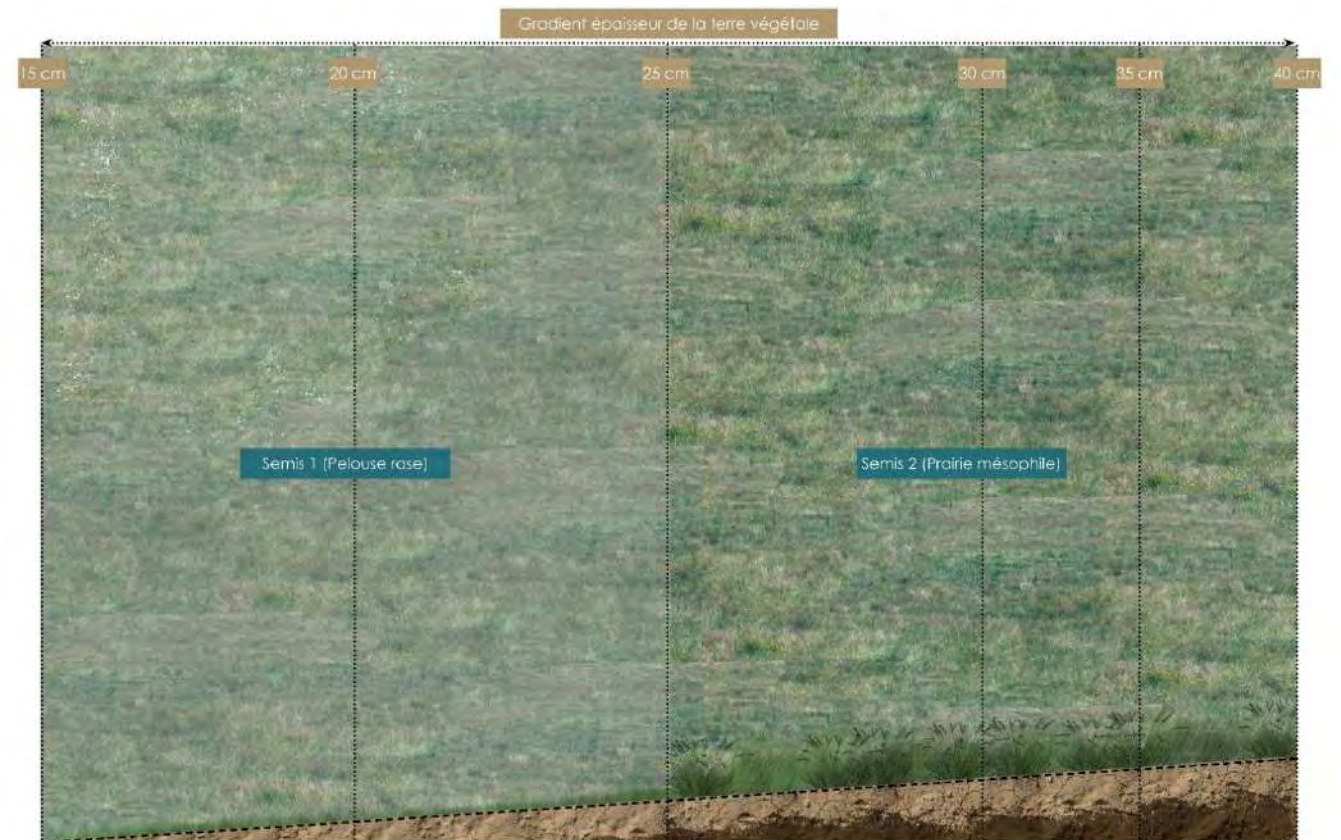 Gradient épaisseur de la terre végétale
15 cm
20 cm
25 cm
30 cm
35 cm
40 cm
Semis 1 (Pelouse rase)
Semis 2 (Prairie mésophile)